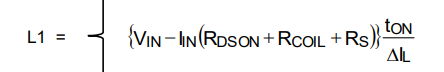 L1 = { {VIN – IIN(RDSON + RCOIL + RS)} tON / ΔIL